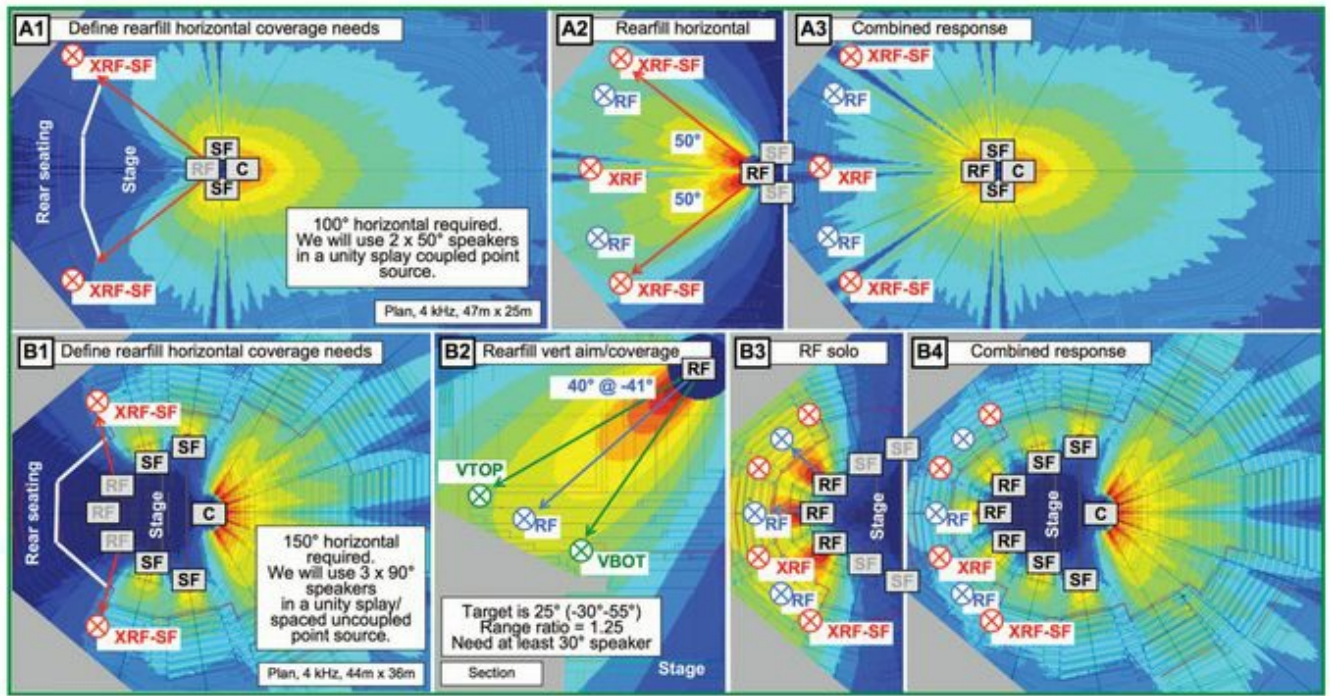 A1
Define rearfill horizontal coverage needs
XRF-SF
Rear seating
Stage
SF
RF
C
SF
XRF-SF
100° horizontal required.
We will use 2 x 50° speakers
in a unity splay coupled point
source.
Plan, 4 kHz, 47m x 25m
A2
Rearfill horizontal
XRF-SF
RF
50°
SF
XRF
RF
50°
SF
RF
XRF-SF
A3
Combined response
XRF-SF
RF
SF
XRF
RF
C
SF
RF
XRF-SF
B1
Define rearfill horizontal coverage needs
XRF-SF
SF
SF
Rear seating
RF
RF
Stage
C
RF
SF
SF
XRF-SF
150° horizontal
required.
We will use 3 x 90°
speakers
in a unity splay/
spaced uncoupled
point source.
Plan, 4 kHz, 44m x 36m
B2
Rearfill vert aim/coverage
RF
40° @ -41°
VTOP
RF
VBOT
Target is 25° (-30°-55°)
Range ratio = 1.25
Need at least 30° speaker
Section
Stage
B3
RF solo
SF
SF
RF
RF
RF
Stage
RF
XRF
SF
RF
SF
XRF-SF
B4
Combined response
SF
SF
RF
RF
RF
Stage
C
RF
XRF
SF
RF
SF
XRF-SF